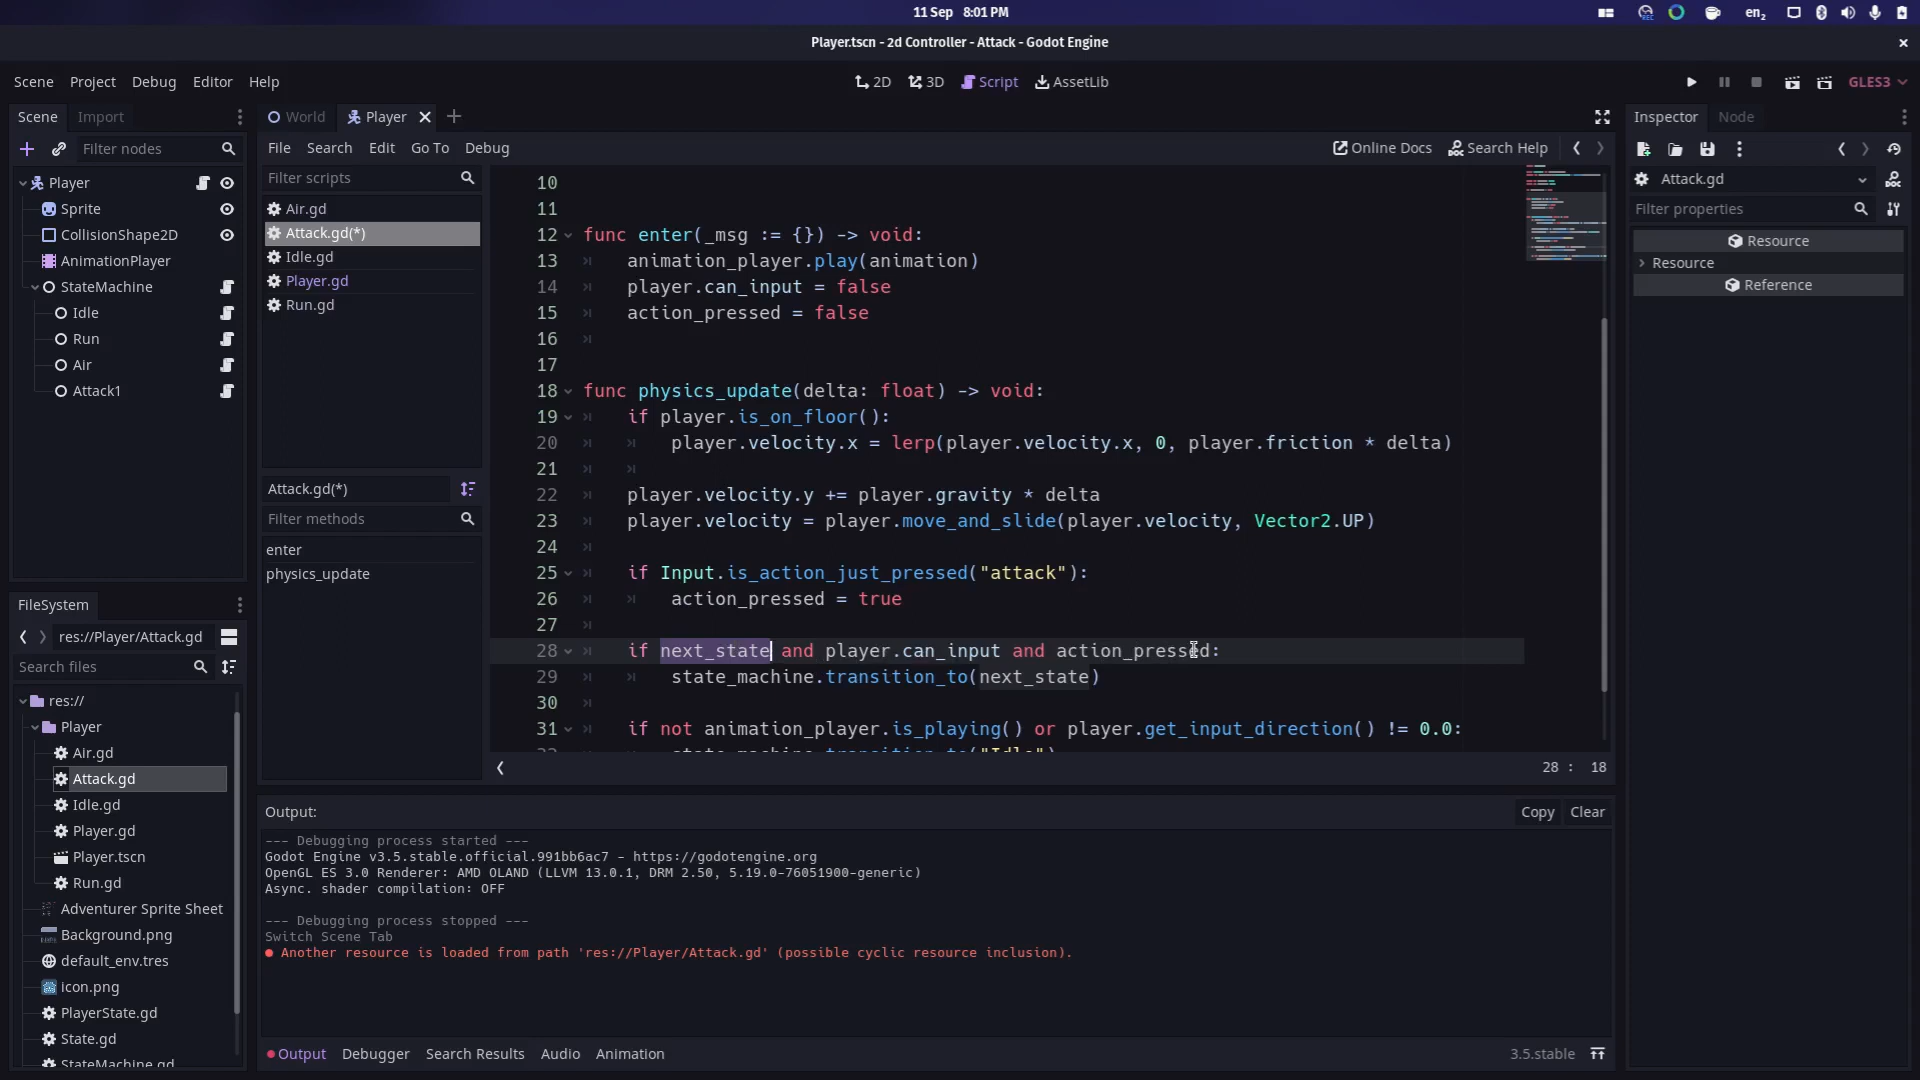 11 Sep 8:01 PM
en₂
Player.tscn - 2d Controller - Attack - Godot Engine
Scene Project Debug Editor Help
2D 3D Script AssetLib
GLES3
Scene Import
World Player
Inspector Node
Filter nodes
File Search Edit Go To Debug
Online Docs Search Help
Player
Sprite
CollisionShape2D
AnimationPlayer
StateMachine
Idle
Run
Air
Attack1
Filter scripts
Air.gd
Attack.gd(*)
Idle.gd
Player.gd
Run.gd
Attack.gd(*)
Filter methods
enter
physics_update
10
11
12 func enter(_msg := {}) -> void:
13 animation_player.play(animation)
14 player.can_input = false
15 action_pressed = false
16
17
18 func physics_update(delta: float) -> void:
19 if player.is_on_floor():
20 player.velocity.x = lerp(player.velocity.x, 0, player.friction * delta)
21
22 player.velocity.y += player.gravity * delta
23 player.velocity = player.move_and_slide(player.velocity, Vector2.UP)
24
25 if Input.is_action_just_pressed("attack"):
26 action_pressed = true
27
28 if next_state and player.can_input and action_pressed:
29 state_machine.transition_to(next_state)
30
31 if not animation_player.is_playing() or player.get_input_direction() != 0.0:
32 state_machine.transition_to("Idle")
28 : 18
Attack.gd
Filter properties
Resource
Resource
Reference
FileSystem
res://Player/Attack.gd
Search files
res://
Player
Air.gd
Attack.gd
Idle.gd
Player.gd
Player.tscn
Run.gd
Adventurer Sprite Sheet
Background.png
default_env.tres
icon.png
PlayerState.gd
State.gd
StateMachine.gd
Output:
Copy Clear
--- Debugging process started ---
Godot Engine v3.5.stable.official.991bb6ac7 - https://godotengine.org
OpenGL ES 3.0 Renderer: AMD OLAND (LLVM 13.0.1, DRM 2.50, 5.19.0-76051900-generic)
Async. shader compilation: OFF
--- Debugging process stopped ---
Switch Scene Tab
Another resource is loaded from path 'res://Player/Attack.gd' (possible cyclic resource inclusion).
Output Debugger Search Results Audio Animation
3.5.stable